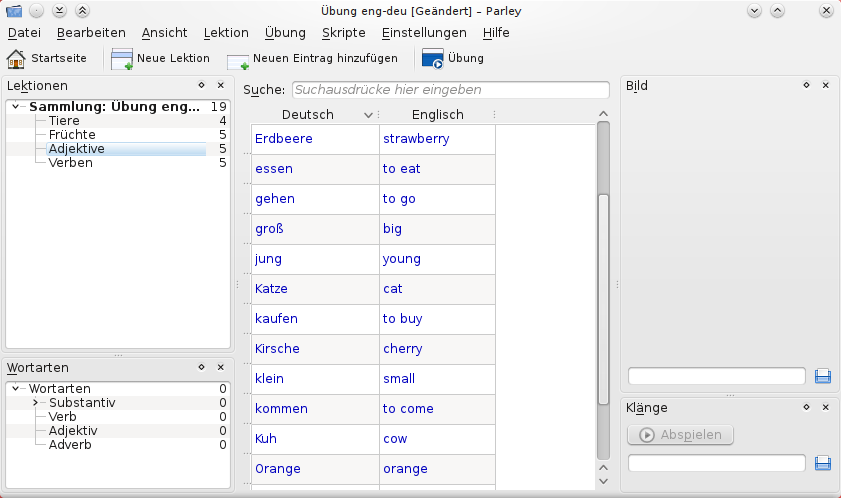 Übung eng-deu [Geändert] – Parley
Datei Bearbeiten Ansicht Lektion Übung Skripte Einstellungen Hilfe
Startseite Neue Lektion Neuen Eintrag hinzufügen Übung
Lektionen
Sammlung: Übung eng... 19
Tiere 4
Früchte 5
Adjektive 5
Verben 5
Wortarten
Wortarten 0
Substantiv 0
Verb 0
Adjektiv 0
Adverb 0
Suche: Suchausdrücke hier eingeben
Deutsch Englisch
Erdbeere strawberry
essen to eat
gehen to go
groß big
jung young
Katze cat
kaufen to buy
Kirsche cherry
klein small
kommen to come
Kuh cow
Orange orange
Bild
Klänge
Abspielen